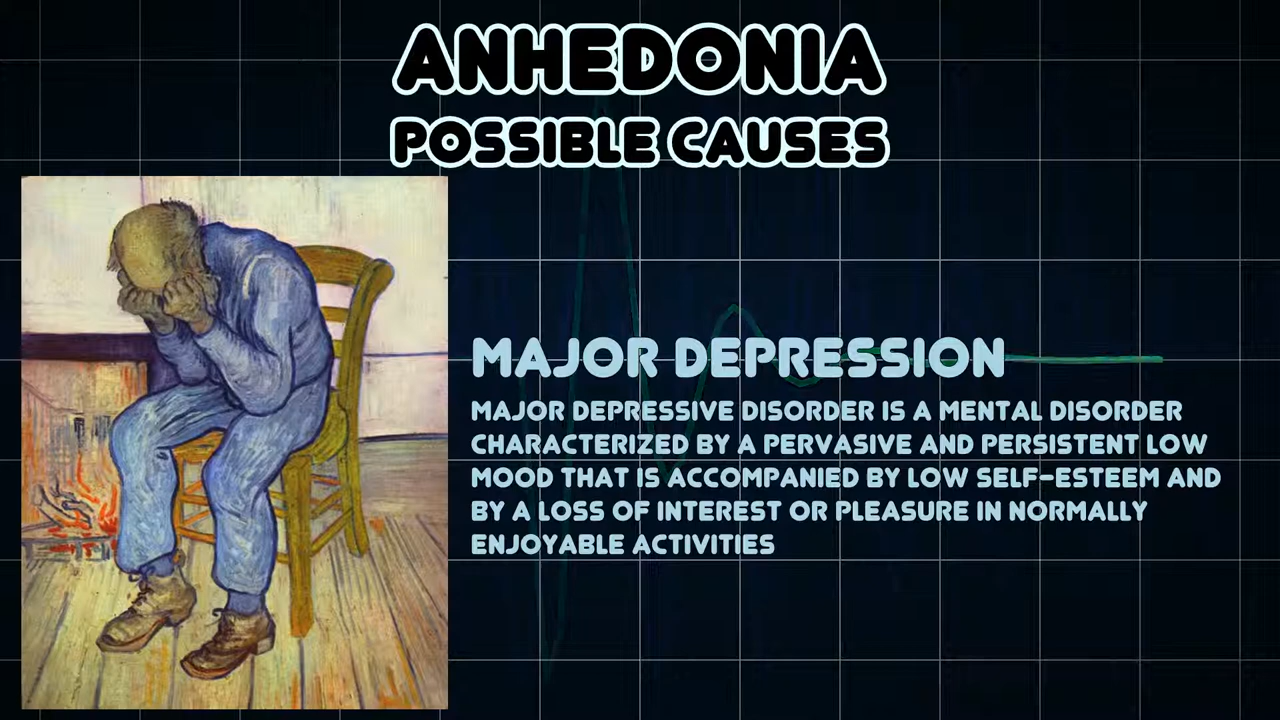 ANHEDONIA
POSSIBLE CAUSES
MAJOR DEPRESSION
MAJOR DEPRESSIVE DISORDER IS A MENTAL DISORDER
CHARACTERIZED BY A PERVASIVE AND PERSISTENT LOW
MOOD THAT IS ACCOMPANIED BY LOW SELF-ESTEEM AND
BY A LOSS OF INTEREST OR PLEASURE IN NORMALLY
ENJOYABLE ACTIVITIES